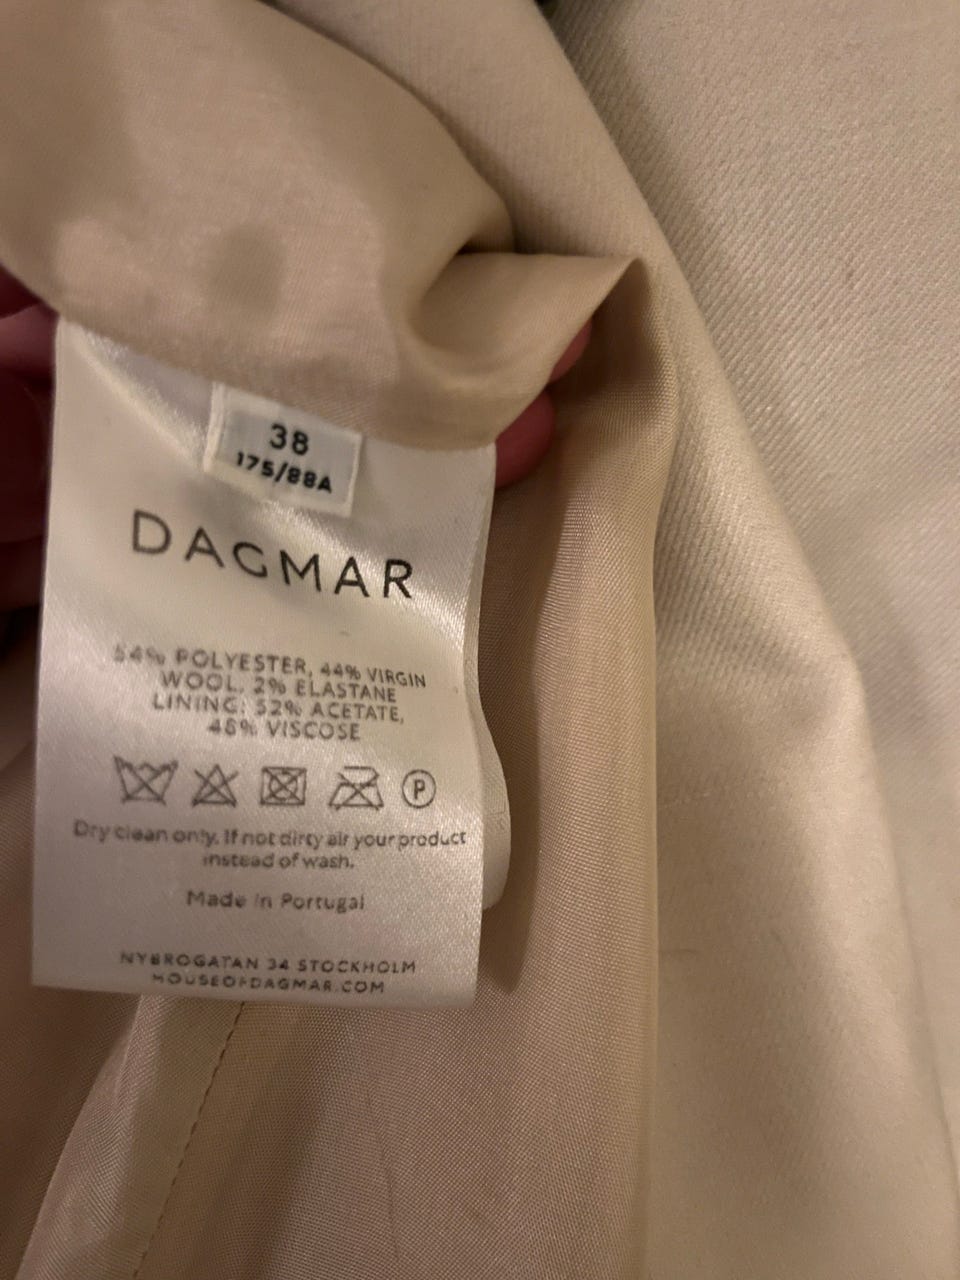 38
175/88A
DAGMAR
54% POLYESTER, 44% VIRGIN
WOOL, 2% ELASTANE
LINING: 52% ACETATE,
48% VISCOSE
P
Dry clean only. If not dirty air your product
instead of wash.
Made in Portugal
NYBROGATAN 34 STOCKHOLM
HOUSEOFDAGMAR.COM